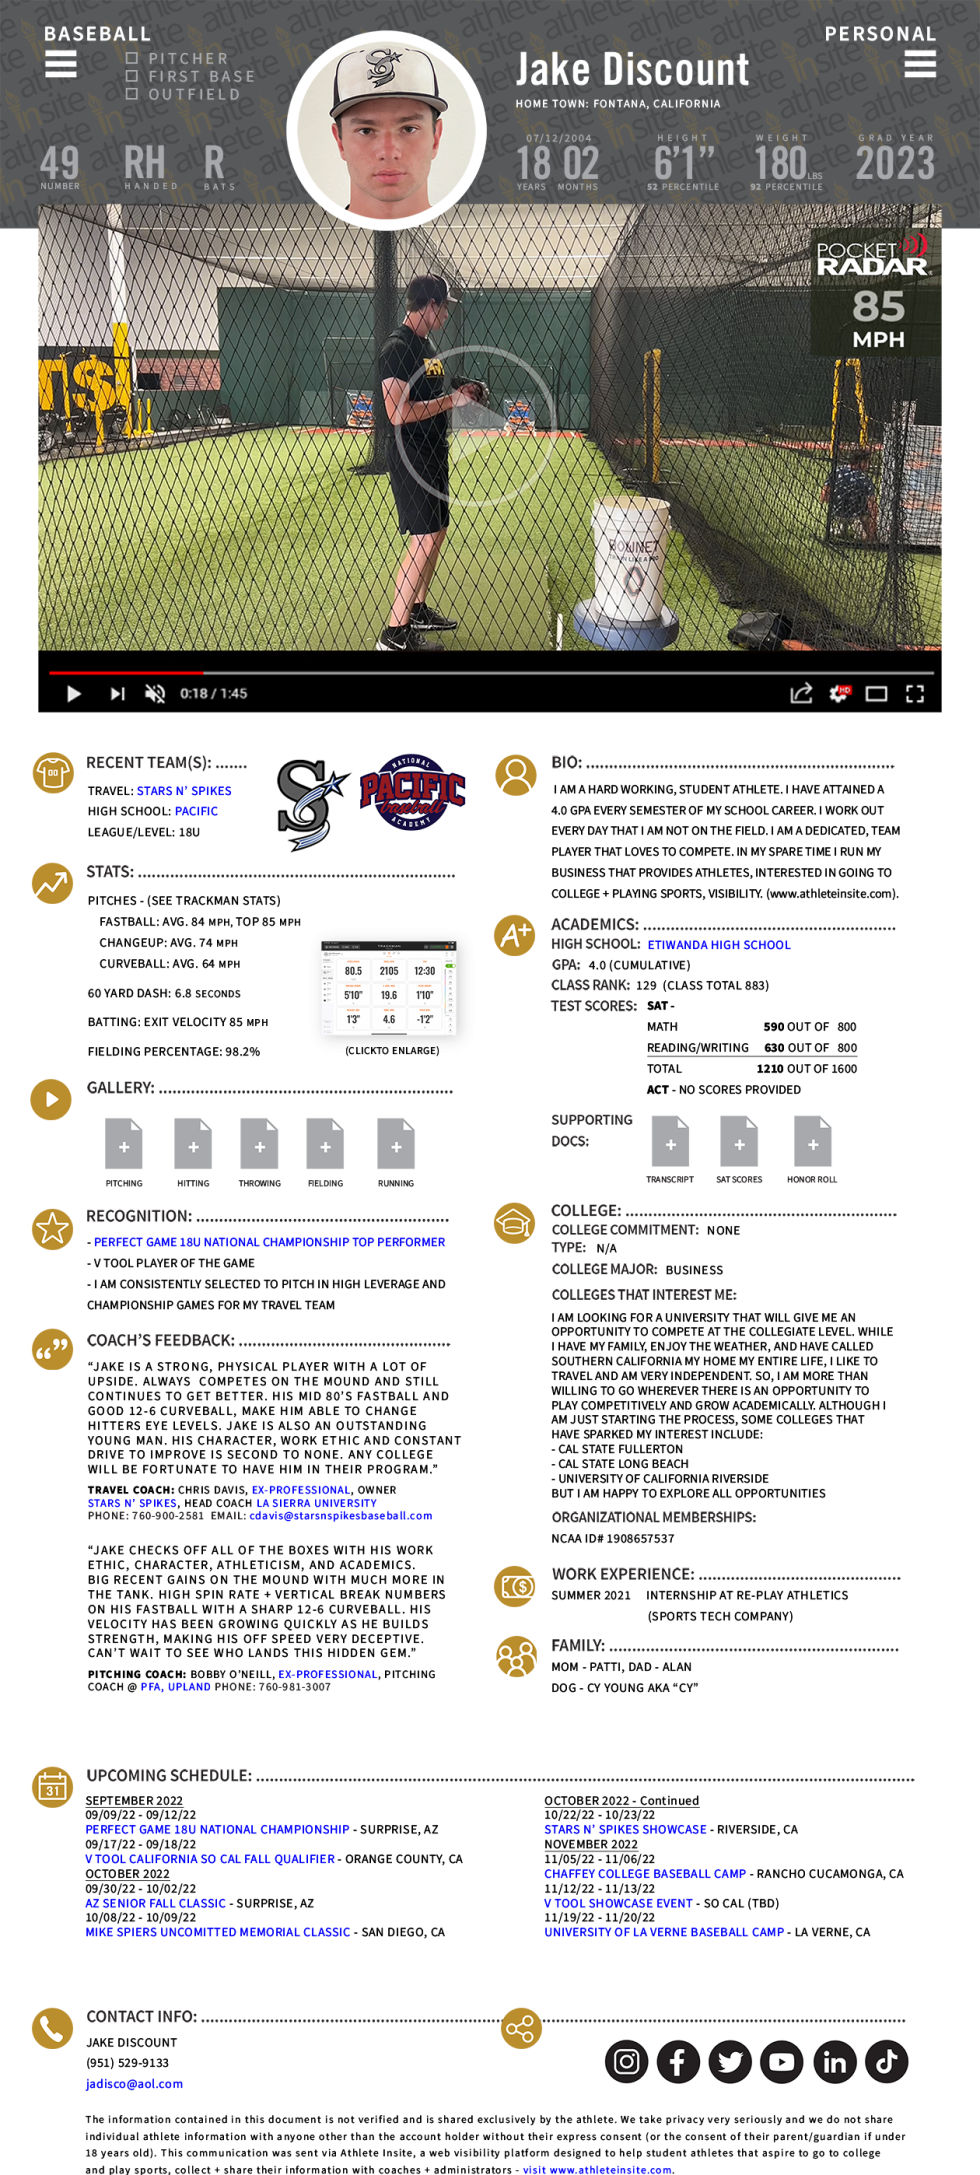 BASEBALL
PITCHER
FIRST BASE
OUTFIELD
49
NUMBER
RH
HANDED
R
BATS
PERSONAL
Jake Discount
HOME TOWN: FONTANA, CALIFORNIA
07/12/2004
18 02
YEARS MONTHS
HEIGHT
6’1”
52 PERCENTILE
WEIGHT
180 LBS
92 PERCENTILE
GRAD YEAR
2023
POCKET
RADAR
85
MPH
BOWNET
0:18 / 1:45
HD
RECENT TEAM(S): .......
TRAVEL: STARS N’ SPIKES
HIGH SCHOOL: PACIFIC
LEAGUE/LEVEL: 18U
NATIONAL
PACIFIC
baseball
ACADEMY
STATS: ......................................................................
PITCHES - (SEE TRACKMAN STATS)
FASTBALL: AVG. 84 MPH, TOP 85 MPH
CHANGEUP: AVG. 74 MPH
CURVEBALL: AVG. 64 MPH
60 YARD DASH: 6.8 SECONDS
BATTING: EXIT VELOCITY 85 MPH
FIELDING PERCENTAGE: 98.2%
80.5 2105 12:30
5'10" 19.6 1'10"
1'3" 4.6 -1'2"
(CLICKTO ENLARGE)
GALLERY: ................................................................
PITCHING HITTING THROWING FIELDING RUNNING
RECOGNITION: .......................................................
- PERFECT GAME 18U NATIONAL CHAMPIONSHIP TOP PERFORMER
- V TOOL PLAYER OF THE GAME
- I AM CONSISTENTLY SELECTED TO PITCH IN HIGH LEVERAGE AND
CHAMPIONSHIP GAMES FOR MY TRAVEL TEAM
COACH’S FEEDBACK: ..............................................
“JAKE IS A STRONG, PHYSICAL PLAYER WITH A LOT OF
UPSIDE. ALWAYS COMPETES ON THE MOUND AND STILL
CONTINUES TO GET BETTER. HIS MID 80’S FASTBALL AND
GOOD 12-6 CURVEBALL, MAKE HIM ABLE TO CHANGE
HITTERS EYE LEVELS. JAKE IS ALSO AN OUTSTANDING
YOUNG MAN. HIS CHARACTER, WORK ETHIC AND CONSTANT
DRIVE TO IMPROVE IS SECOND TO NONE. ANY COLLEGE
WILL BE FORTUNATE TO HAVE HIM IN THEIR PROGRAM.”
TRAVEL COACH: CHRIS DAVIS, EX-PROFESSIONAL, OWNER
STARS N’ SPIKES, HEAD COACH LA SIERRA UNIVERSITY
PHONE: 760-900-2581 EMAIL: cdavis@starsnspikesbaseball.com
“JAKE CHECKS OFF ALL OF THE BOXES WITH HIS WORK
ETHIC, CHARACTER, ATHLETICISM, AND ACADEMICS.
BIG RECENT GAINS ON THE MOUND WITH MUCH MORE IN
THE TANK. HIGH SPIN RATE + VERTICAL BREAK NUMBERS
ON HIS FASTBALL WITH A SHARP 12-6 CURVEBALL. HIS
VELOCITY HAS BEEN GROWING QUICKLY AS HE BUILDS
STRENGTH, MAKING HIS OFF SPEED VERY DECEPTIVE.
CAN’T WAIT TO SEE WHO LANDS THIS HIDDEN GEM.”
PITCHING COACH: BOBBY O’NEILL, EX-PROFESSIONAL, PITCHING
COACH @ PFA, UPLAND PHONE: 760-981-3007
BIO: ...................................................................
I AM A HARD WORKING, STUDENT ATHLETE. I HAVE ATTAINED A
4.0 GPA EVERY SEMESTER OF MY SCHOOL CAREER. I WORK OUT
EVERY DAY THAT I AM NOT ON THE FIELD. I AM A DEDICATED, TEAM
PLAYER THAT LOVES TO COMPETE. IN MY SPARE TIME I RUN MY
BUSINESS THAT PROVIDES ATHLETES, INTERESTED IN GOING TO
COLLEGE + PLAYING SPORTS, VISIBILITY. (www.athleteinsite.com).
ACADEMICS: .......................................................
HIGH SCHOOL: ETIWANDA HIGH SCHOOL
GPA: 4.0 (CUMULATIVE)
CLASS RANK: 129 (CLASS TOTAL 883)
TEST SCORES: SAT -
MATH 590 OUT OF 800
READING/WRITING 630 OUT OF 800
TOTAL 1210 OUT OF 1600
ACT - NO SCORES PROVIDED
SUPPORTING
DOCS:
TRANSCRIPT SAT SCORES HONOR ROLL
COLLEGE: ...........................................................
COLLEGE COMMITMENT: NONE
TYPE: N/A
COLLEGE MAJOR: BUSINESS
COLLEGES THAT INTEREST ME:
I AM LOOKING FOR A UNIVERSITY THAT WILL GIVE ME AN
OPPORTUNITY TO COMPETE AT THE COLLEGIATE LEVEL. WHILE
I HAVE MY FAMILY, ENJOY THE WEATHER, AND HAVE CALLED
SOUTHERN CALIFORNIA MY HOME MY ENTIRE LIFE, I LIKE TO
TRAVEL AND AM VERY INDEPENDENT. SO, I AM MORE THAN
WILLING TO GO WHEREVER THERE IS AN OPPORTUNITY TO
PLAY COMPETITIVELY AND GROW ACADEMICALLY. ALTHOUGH I
AM JUST STARTING THE PROCESS, SOME COLLEGES THAT
HAVE SPARKED MY INTEREST INCLUDE:
- CAL STATE FULLERTON
- CAL STATE LONG BEACH
- UNIVERSITY OF CALIFORNIA RIVERSIDE
BUT I AM HAPPY TO EXPLORE ALL OPPORTUNITIES
ORGANIZATIONAL MEMBERSHIPS:
NCAA ID# 1908657537
WORK EXPERIENCE: ............................................
SUMMER 2021 INTERNSHIP AT RE-PLAY ATHLETICS
(SPORTS TECH COMPANY)
FAMILY: ...............................................................
MOM - PATTI, DAD - ALAN
DOG - CY YOUNG AKA “CY”
31
UPCOMING SCHEDULE: ..............................................................................
SEPTEMBER 2022
09/09/22 - 09/12/22
PERFECT GAME 18U NATIONAL CHAMPIONSHIP - SURPRISE, AZ
09/17/22 - 09/18/22
V TOOL CALIFORNIA SO CAL FALL QUALIFIER - ORANGE COUNTY, CA
OCTOBER 2022
09/30/22 - 10/02/22
AZ SENIOR FALL CLASSIC - SURPRISE, AZ
10/08/22 - 10/09/22
MIKE SPIERS UNCOMITTED MEMORIAL CLASSIC - SAN DIEGO, CA
OCTOBER 2022 - Continued
10/22/22 - 10/23/22
STARS N’ SPIKES SHOWCASE - RIVERSIDE, CA
NOVEMBER 2022
11/05/22 - 11/06/22
CHAFFEY COLLEGE BASEBALL CAMP - RANCHO CUCAMONGA, CA
11/12/22 - 11/13/22
V TOOL SHOWCASE EVENT - SO CAL (TBD)
11/19/22 - 11/20/22
UNIVERSITY OF LA VERNE BASEBALL CAMP - LA VERNE, CA
CONTACT INFO: ..............................................................................
JAKE DISCOUNT
(951) 529-9133
jadisco@aol.com
The information contained in this document is not verified and is shared exclusively by the athlete. We take privacy very seriously and we do not share
individual athlete information with anyone other than the account holder without their express consent (or the consent of their parent/guardian if under
18 years old). This communication was sent via Athlete Insite, a web visibility platform designed to help student athletes that aspire to go to college
and play sports, collect + share their information with coaches + administrators - visit www.athleteinsite.com.